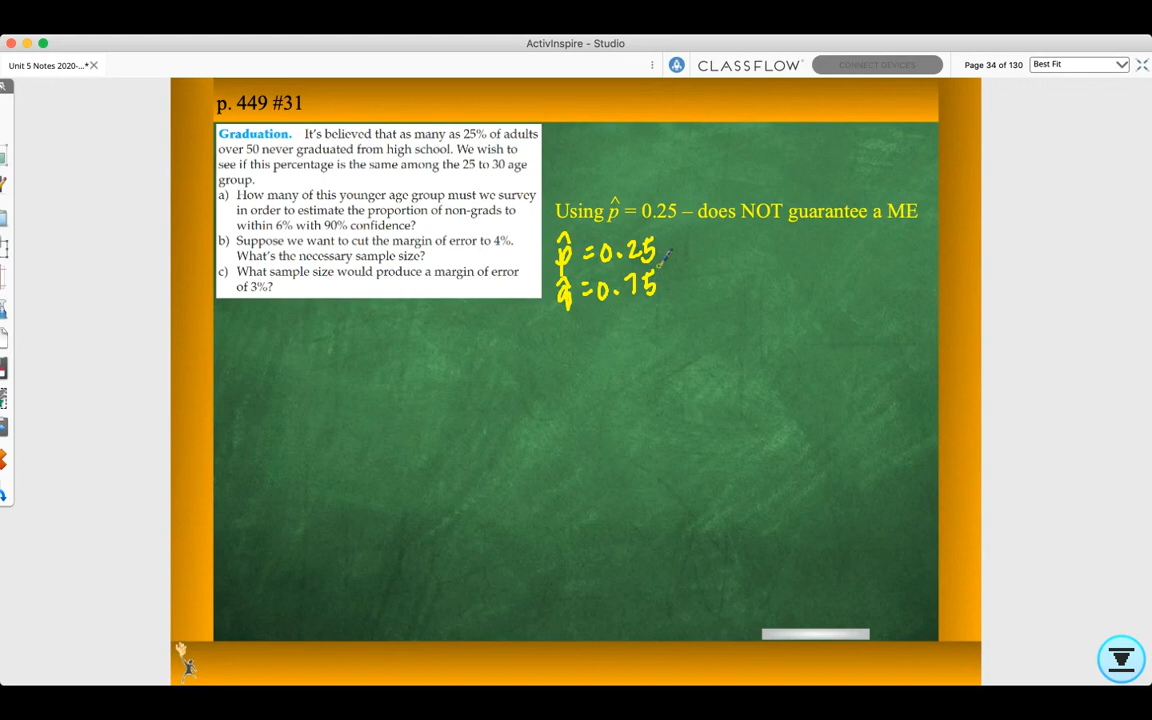 ActivInspire - Studio
Unit 5 Notes 2020-...*
CLASSFLOW
CONNECT DEVICES
Page 34 of 130
Best Fit
p. 449 #31
Graduation. It's believed that as many as 25% of adults
over 50 never graduated from high school. We wish to
see if this percentage is the same among the 25 to 30 age
group.
a) How many of this younger age group must we survey
in order to estimate the proportion of non-grads to
within 6% with 90% confidence?
b) Suppose we want to cut the margin of error to 4%.
What's the necessary sample size?
c) What sample size would produce a margin of error
of 3%?
Using p̂ = 0.25 – does NOT guarantee a ME
p̂ = 0.25
q̂ = 0.75